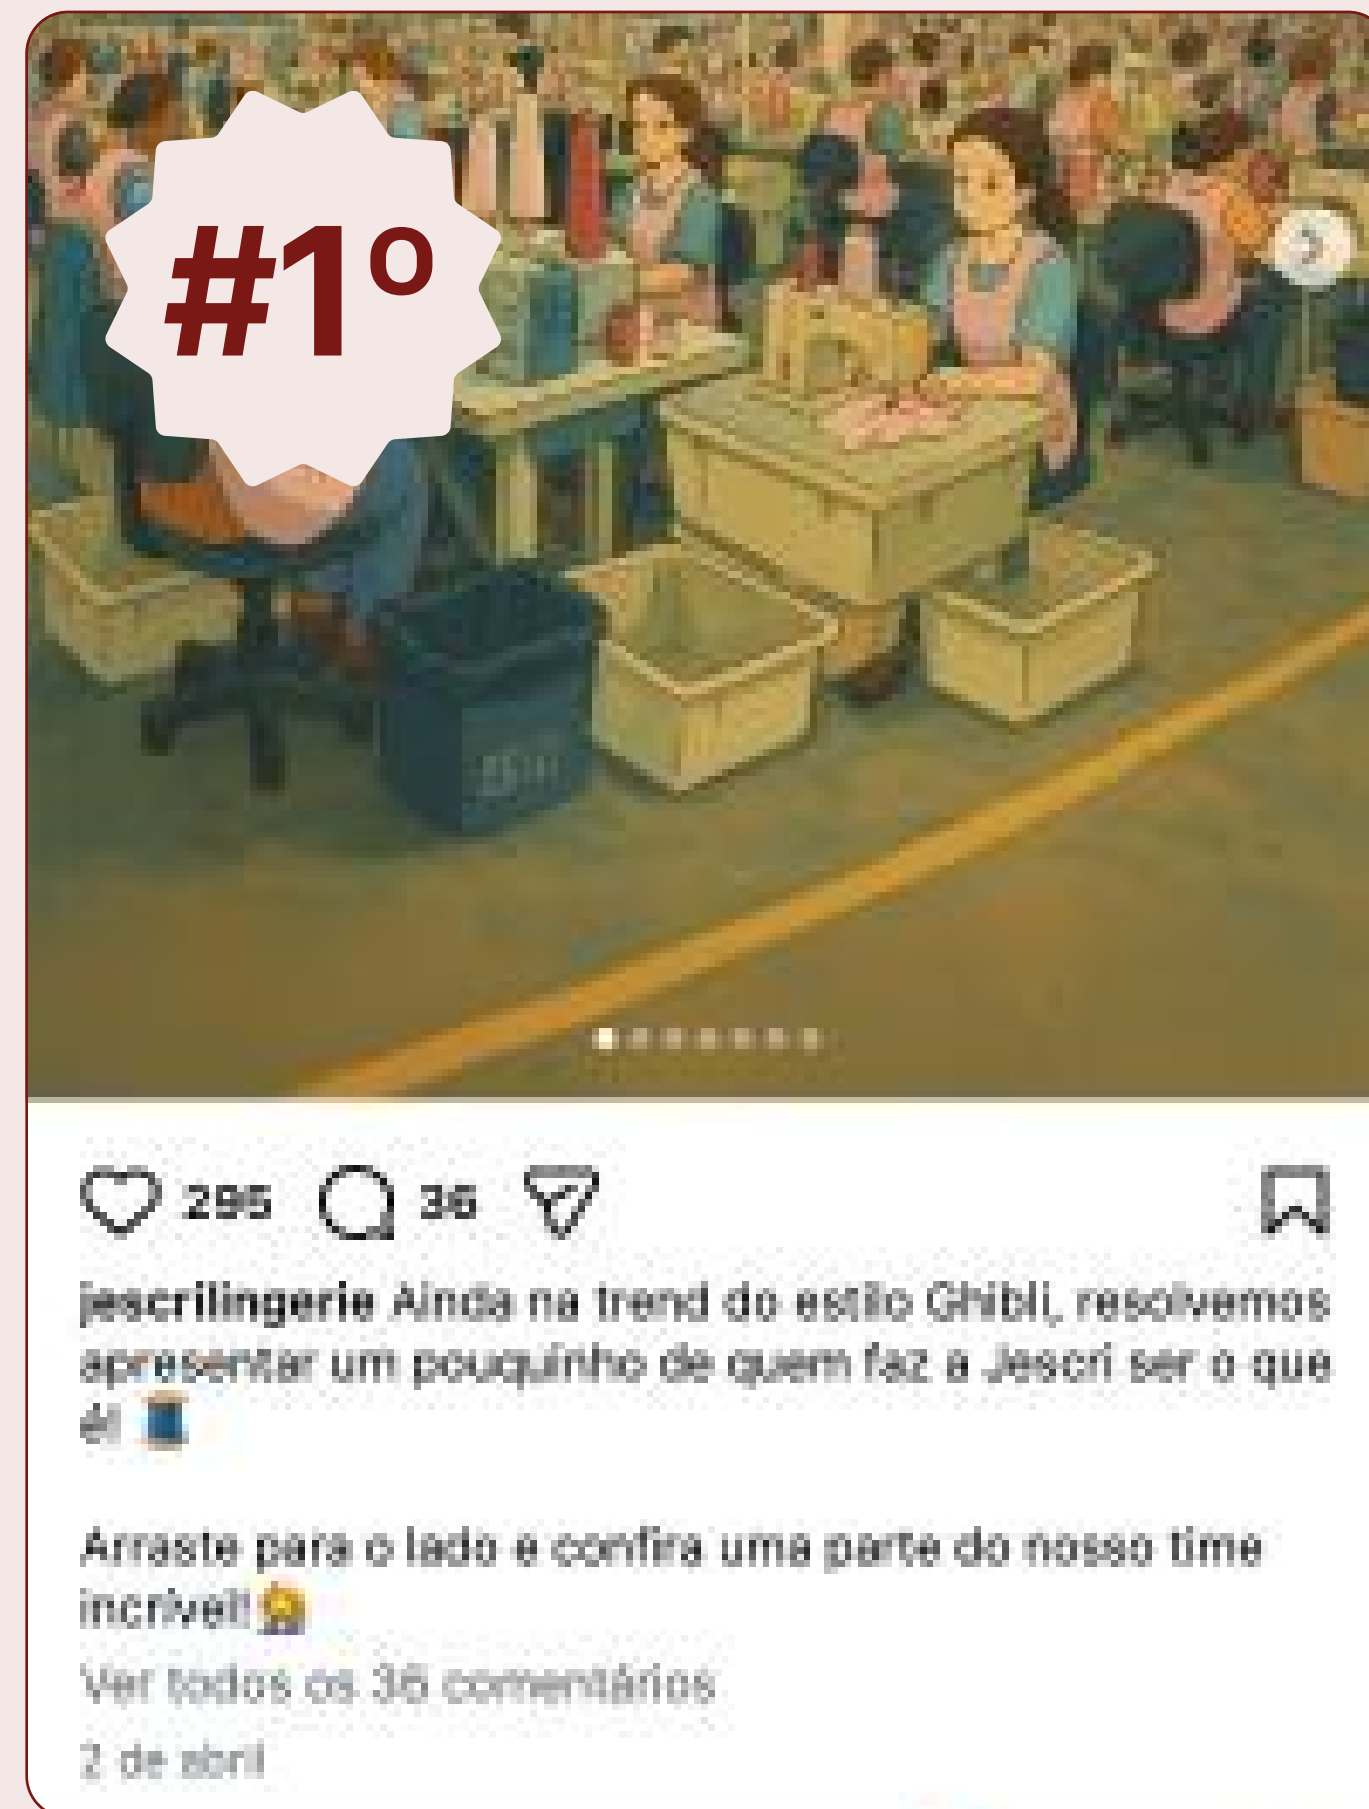 #1º
295 36
jescrilingerie Ainda na trend do estilo Ghibli, resolvemos
apresentar um pouquinho de quem faz a Jescri ser o que
é!
Arraste para o lado e confira uma parte do nosso time
incrível!
Ver todos os 36 comentários
2 de abril